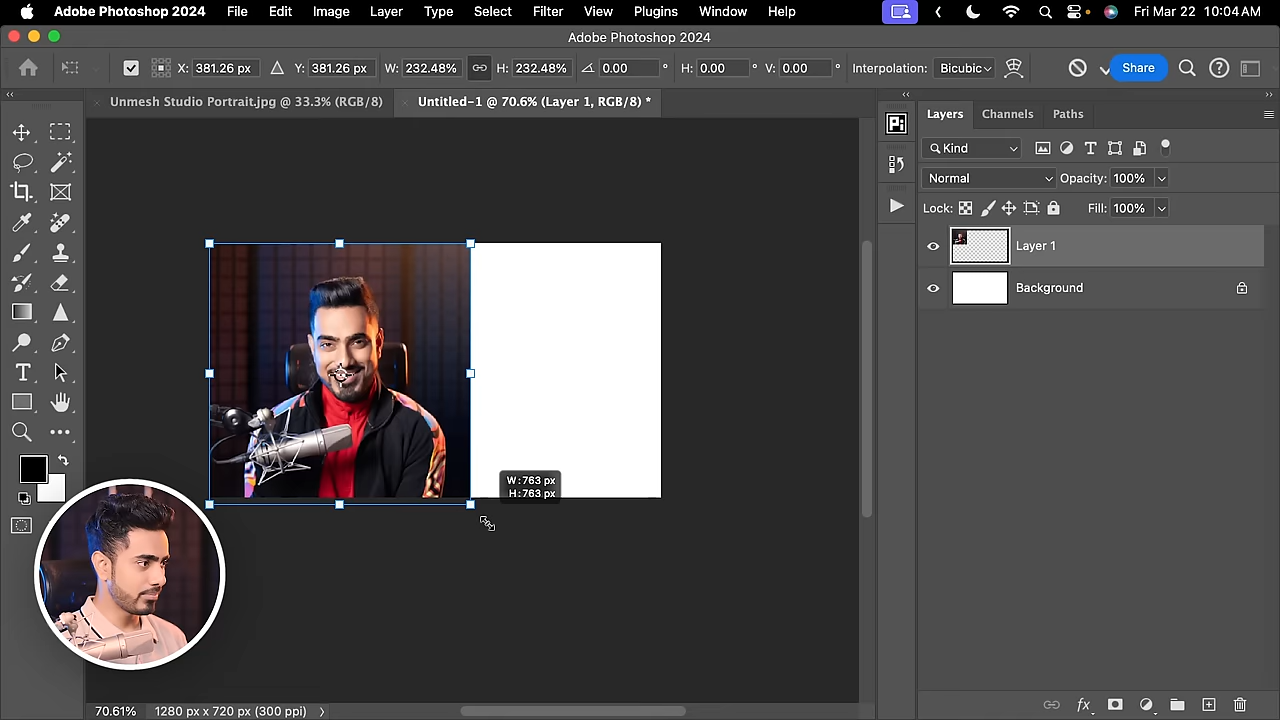 Adobe Photoshop 2024 File Edit Image Layer Type Select Filter View Plugins Window Help Fri Mar 22 10:04 AM
Adobe Photoshop 2024
X: 381.26 px Y: 381.26 px W: 232.48% H: 232.48% 0.00 ° H: 0.00 ° V: 0.00 ° Interpolation: Bicubic Share
Unmesh Studio Portrait.jpg @ 33.3% (RGB/8) Untitled-1 @ 70.6% (Layer 1, RGB/8) *
Layers Channels Paths
Kind
Normal Opacity: 100%
Lock: Fill: 100%
Layer 1
Background
W: 763 px
H: 763 px
70.61% 1280 px x 720 px (300 ppi)